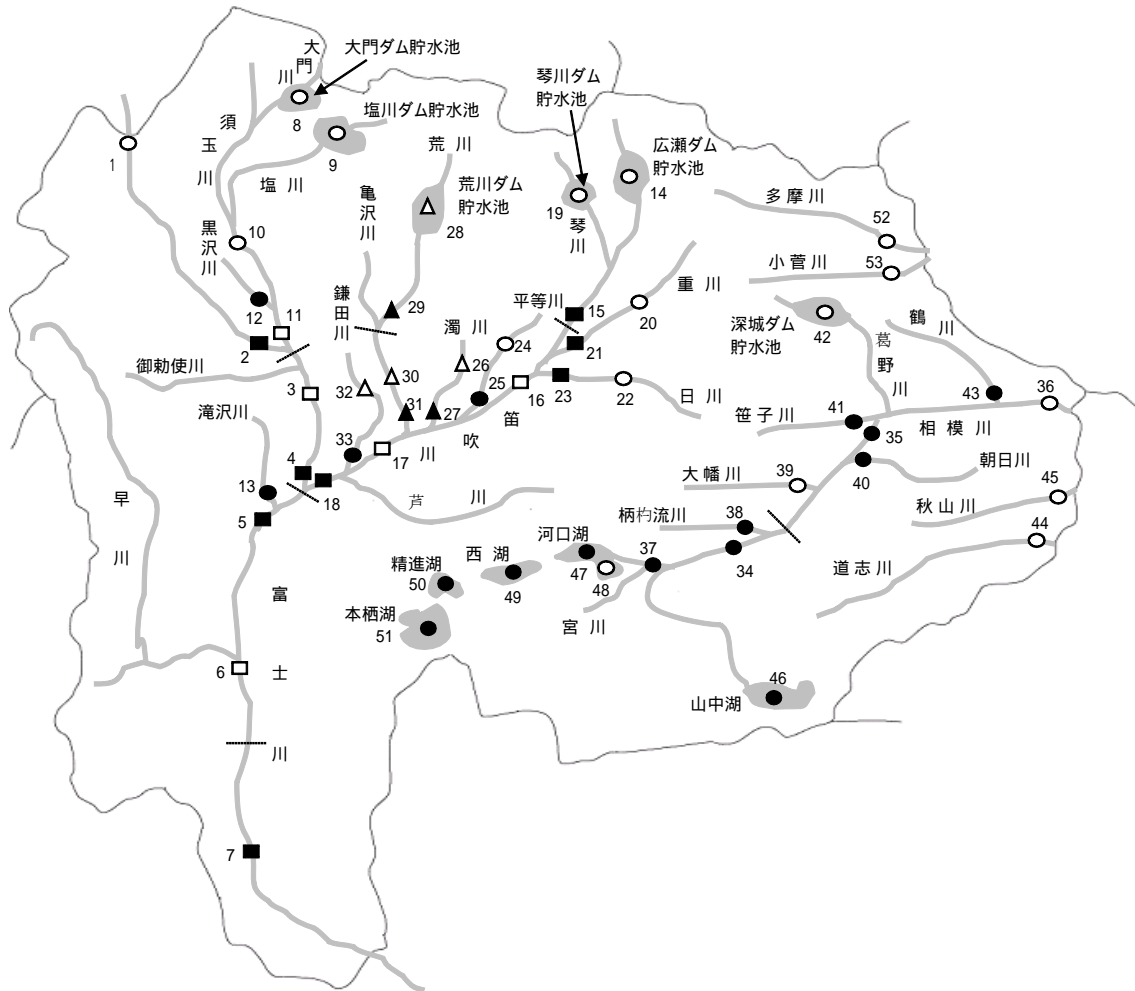 大門川
大門ダム貯水池
8
塩川ダム貯水池
9
須玉川
塩川
1
10
黒沢川
12
11
2
御勅使川
3
滝沢川
4
13
5
18
早川
富士川
6
7
荒川
荒川ダム
貯水池
28
亀沢川
29
鎌田川
32
30
31
33
17
濁川
26
27
24
25
平等川
笛吹川
16
芦川
琴川ダム
貯水池
19
琴川
広瀬ダム
貯水池
14
15
重川
20
21
23
22
日川
多摩川
52
小菅川
53
深城ダム
貯水池
42
葛野川
鶴川
43
36
笹子川
41
35
相模川
朝日川
40
大幡川
39
柄杓流川
38
34
37
秋山川
45
44
道志川
河口湖
47
48
西湖
49
精進湖
50
本栖湖
51
宮川
46
山中湖